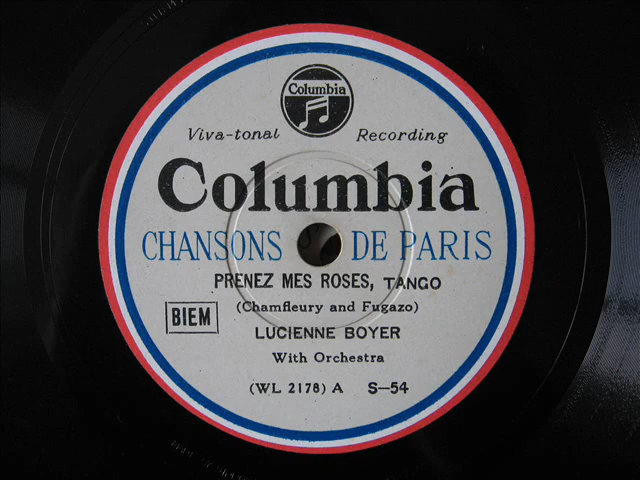 Columbia
Viva-tonal Recording
Columbia
CHANSONS DE PARIS
PRENEZ MES ROSES, TANGO
(Chamfleury and Fugazo)
BIEM
LUCIENNE BOYER
With Orchestra
(WL 2178) A S-54